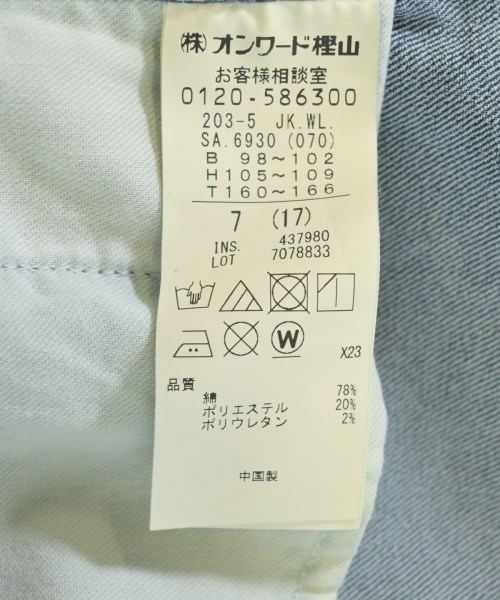 ㈱オンワード樫山
お客様相談室
0120-586300
203-5 JK.WL.
SA.6930(070)
B 98～102
H105～109
T160～166
7 (17)
INS. 437980
LOT 7078833
W
X23
品質
綿 78%
ポリエステル 20%
ポリウレタン 2%
中国製